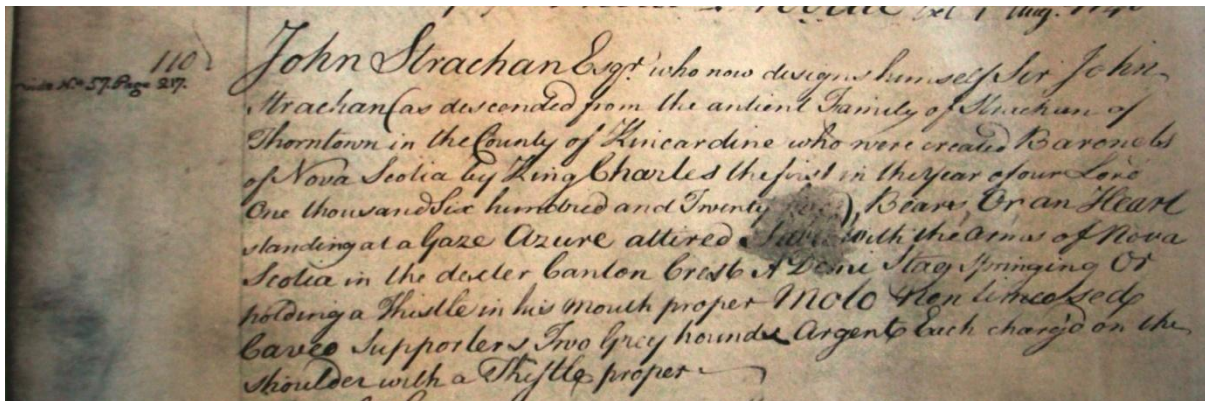 Ext. 1 Aug.
110
vide No. 57. Page 217.
John Strachan Esqr. who now designs himself Sir John
Strachan (as descended from the antient Family of Strachan of
Thorntown in the County of Kincardine who were created Baronets
of Nova Scotia by King Charles the first in the Year of our Lord
One thousand Six hundred and Twenty ), Bears Or an Heart
standing at a Gaze Azure attired with the arms of Nova
Scotia in the dexter Canton Crest A Demi Stag springing Or
holding a Thistle in his mouth proper Moto Non timeo sed
Caveo Supporters Two Grey hounds Argent Each charg'd on the
shoulder with a Thistle proper